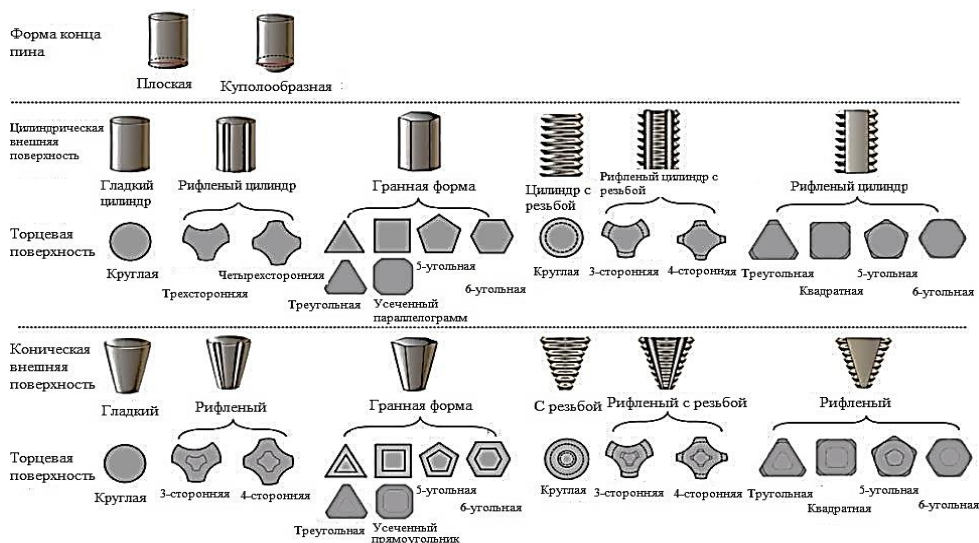 Форма конца
пина
Плоская
Куполообразная
Цилиндрическая
внешняя
поверхность
Гладкий
цилиндр
Рифленый цилиндр
Гранная форма
Цилиндр с
резьбой
Рифленый цилиндр с
резьбой
Рифленый цилиндр
Торцевая
поверхность
Круглая
Трехсторонняя
Четырехсторонняя
Треугольная
Усеченный
параллелограмм
5-угольная
6-угольная
Круглая
3-сторонняя
4-сторонняя
Треугольная
Квадратная
5-угольная
6-угольная
Коническая
внешняя
поверхность
Гладкий
Рифленый
Гранная форма
С резьбой
Рифленый с резьбой
Рифленый
Торцевая
поверхность
Круглая
3-сторонняя
4-сторонняя
Треугольная
Усеченный
прямоугольник
5-угольная
6-угольная
Круглая
3-сторонняя
4-сторонняя
Тругольная
Квадратная
5-угольная
6-угольная